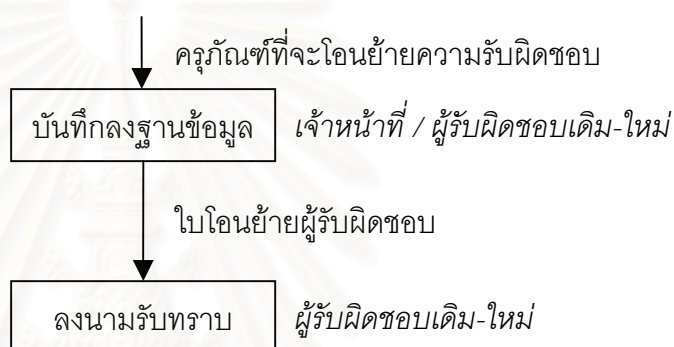 ครุภัณฑ์ที่จะโอนย้ายความรับผิดชอบ
บันทึกลงฐานข้อมูล เจ้าหน้าที่ / ผู้รับผิดชอบเดิม-ใหม่
ใบโอนย้ายผู้รับผิดชอบ
ลงนามรับทราบ ผู้รับผิดชอบเดิม-ใหม่